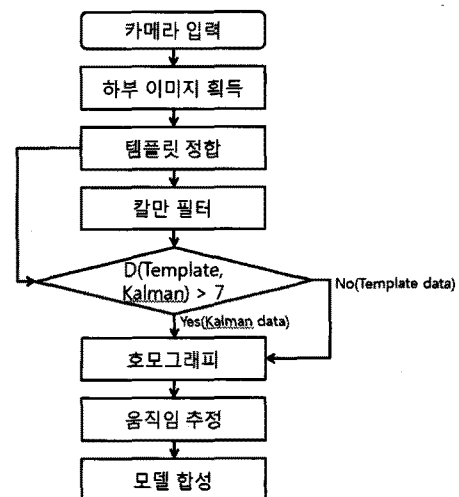 카메라 입력
하부 이미지 획득
템플릿 정합
칼만 필터
D(Template,
Kalman) > 7
No(Template data)
Yes(Kalman data)
호모그래피
움직임 추정
모델 합성